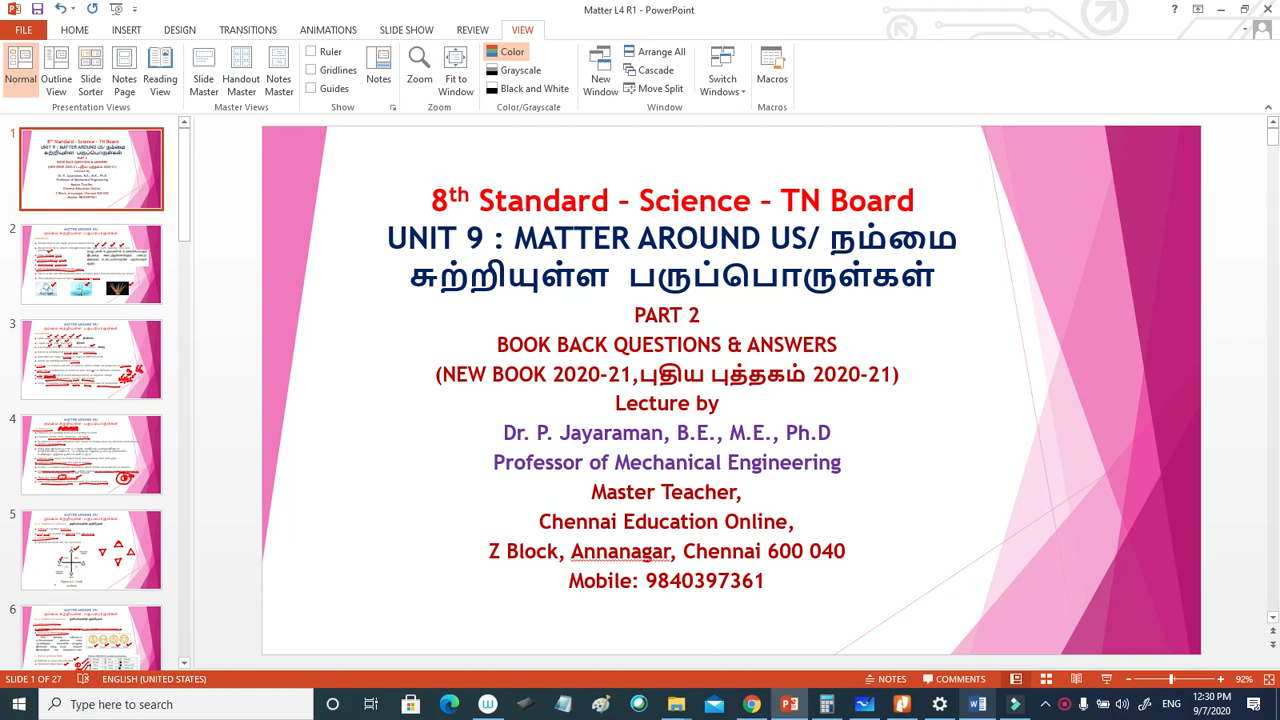 Matter L4 R1 - PowerPoint
FILE HOME INSERT DESIGN TRANSITIONS ANIMATIONS SLIDE SHOW REVIEW VIEW
Normal
Outline View
Slide Sorter
Notes Page
Reading View
Presentation Views
Slide Master
Handout Master
Notes Master
Master Views
Ruler
Gridlines
Guides
Show
Notes
Zoom
Fit to Window
Zoom
Color
Grayscale
Black and White
Color/Grayscale
New Window
Arrange All
Cascade
Move Split
Switch Windows
Window
Macros
Macros
1
2
3
4
5
6
8th Standard – Science – TN Board
UNIT 9 : MATTER AROUND US/ நம்மை
சுற்றியுள்ள பருப்பொருள்கள்
PART 2
BOOK BACK QUESTIONS & ANSWERS
(NEW BOOK 2020-21,புதிய புத்தகம் 2020-21)
Lecture by
Dr. P. Jayaraman, B.E., M.E., Ph.D
Professor of Mechanical Engineering
Master Teacher,
Chennai Education Online,
Z Block, Annanagar, Chennai 600 040
Mobile: 9840397361
SLIDE 1 OF 27 ENGLISH (UNITED STATES) NOTES COMMENTS 92%
Type here to search
12:30 PM
9/7/2020